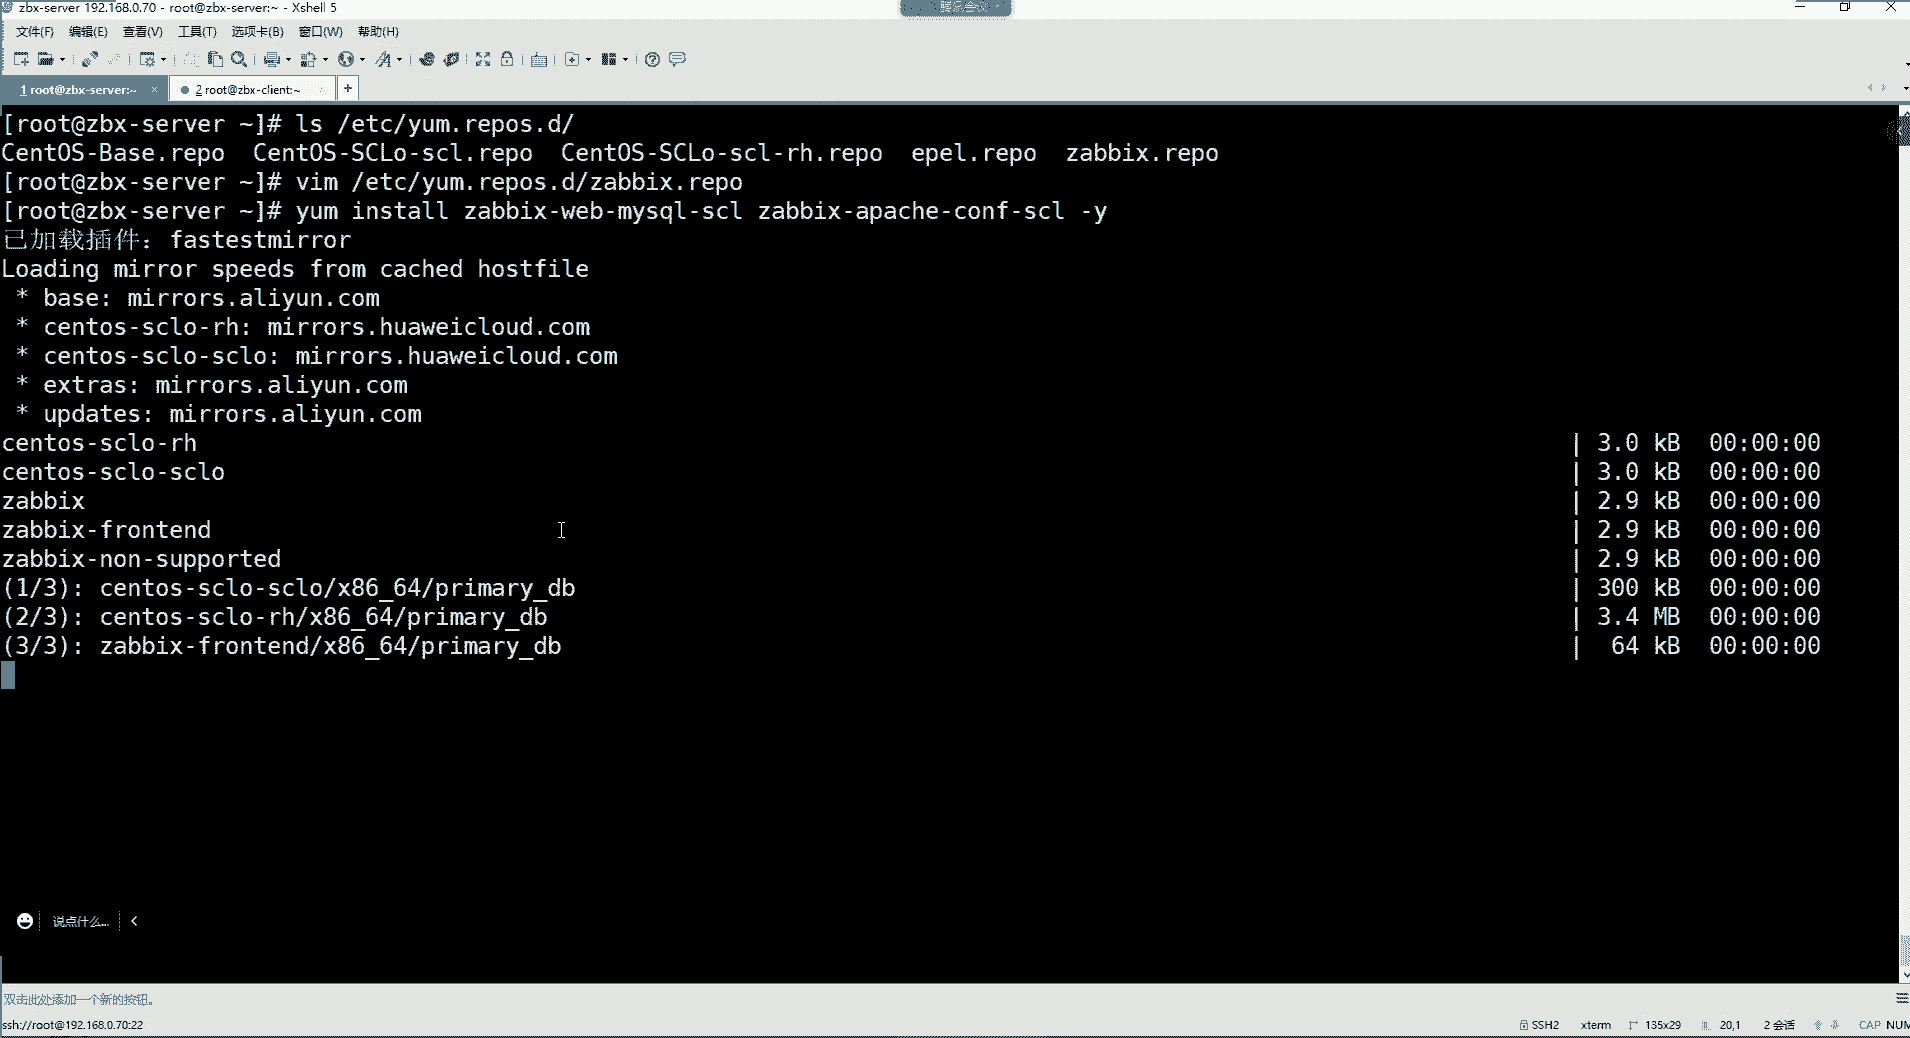 zbx-server 192.168.0.70 - root@zbx-server:~ - Xshell 5
腾讯会议
文件(F) 编辑(E) 查看(V) 工具(T) 选项卡(B) 窗口(W) 帮助(H)
1 root@zbx-server:~ × 2 root@zbx-client:~ +
[root@zbx-server ~]# ls /etc/yum.repos.d/
CentOS-Base.repo  CentOS-SCLo-scl.repo  CentOS-SCLo-scl-rh.repo  epel.repo  zabbix.repo
[root@zbx-server ~]# vim /etc/yum.repos.d/zabbix.repo
[root@zbx-server ~]# yum install zabbix-web-mysql-scl zabbix-apache-conf-scl -y
已加载插件：fastestmirror
Loading mirror speeds from cached hostfile
 * base: mirrors.aliyun.com
 * centos-sclo-rh: mirrors.huaweicloud.com
 * centos-sclo-sclo: mirrors.huaweicloud.com
 * extras: mirrors.aliyun.com
 * updates: mirrors.aliyun.com
centos-sclo-rh | 3.0 kB  00:00:00
centos-sclo-sclo | 3.0 kB  00:00:00
zabbix | 2.9 kB  00:00:00
zabbix-frontend | 2.9 kB  00:00:00
zabbix-non-supported | 2.9 kB  00:00:00
(1/3): centos-sclo-sclo/x86_64/primary_db | 300 kB  00:00:00
(2/3): centos-sclo-rh/x86_64/primary_db | 3.4 MB  00:00:00
(3/3): zabbix-frontend/x86_64/primary_db |  64 kB  00:00:00
说点什么...
双击此处添加一个新的按钮。
ssh://root@192.168.0.70:22 SSH2 xterm 135x29 20,1 2 会话 CAP NUM